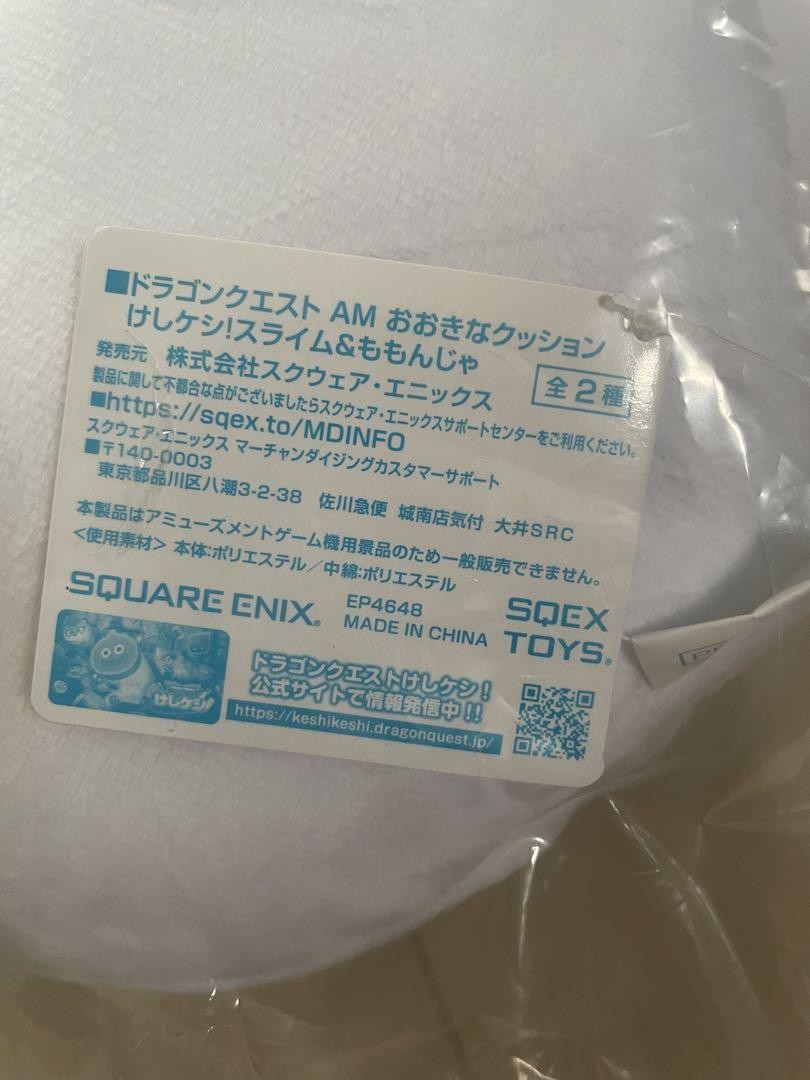 ■ドラゴンクエスト AM おおきなクッション
けしケシ!スライム&ももんじゃ
全2種
発売元 株式会社スクウェア・エニックス
製品に関して不都合な点がございましたらスクウェア・エニックスサポートセンターをご利用ください。
■https://sqex.to/MDINFO
スクウェア・エニックス マーチャンダイジングカスタマーサポート
■〒140-0003
東京都品川区八潮3-2-38 佐川急便 城南店気付 大井SRC
本製品はアミューズメントゲーム機用景品のため一般販売できません。
<使用素材> 本体:ポリエステル/中綿:ポリエステル
SQUARE ENIX®
EP4648
MADE IN CHINA
SQEX
TOYS®
けしケシ!
ドラゴンクエストけしケシ!
公式サイトで情報発信中!!
https://keshikeshi.dragonquest.jp/